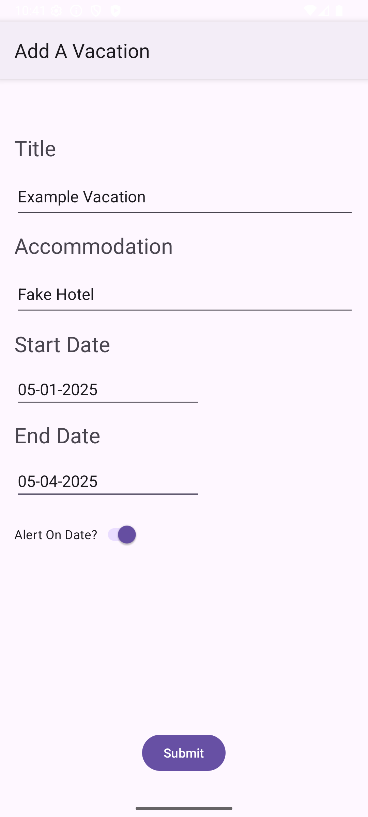 Add A Vacation
Title
Example Vacation
Accommodation
Fake Hotel
Start Date
05-01-2025
End Date
05-04-2025
Alert On Date?
Submit